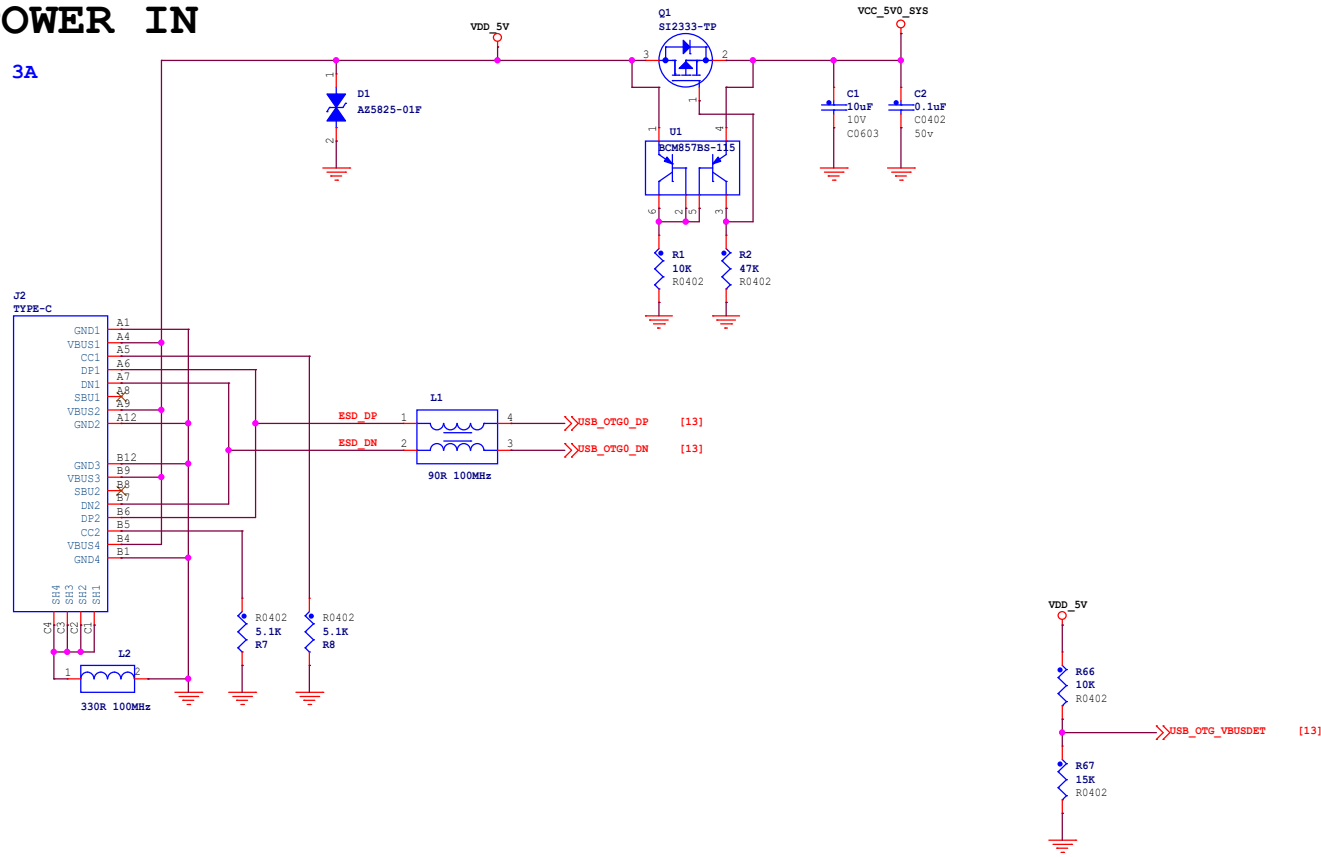 OWER IN
3A
VDD_5V
Q1
SI2333-TP
VCC_5V0_SYS
3
2
1
1
D1
AZ5825-01F
2
C1
10uF
10V
C0603
C2
0.1uF
C0402
50v
1
U1
4
BCM857BS-115
6
2
5
3
R1
10K
R0402
R2
47K
R0402
J2
TYPE-C
GND1 A1
VBUS1 A4
CC1 A5
DP1 A6
DN1 A7
SBU1 A8
VBUS2 A9
GND2 A12
GND3 B12
VBUS3 B9
SBU2 B8
DN2 B7
DP2 B6
CC2 B5
VBUS4 B4
GND4 B1
SH4 SH3 SH2 SH1
C4 C3 C2 C1
L1
ESD_DP 1 4 USB_OTG0_DP [13]
ESD_DN 2 3 USB_OTG0_DN [13]
90R 100MHz
R0402
5.1K
R7
R0402
5.1K
R8
L2
1 2
330R 100MHz
VDD_5V
R66
10K
R0402
USB_OTG_VBUSDET [13]
R67
15K
R0402